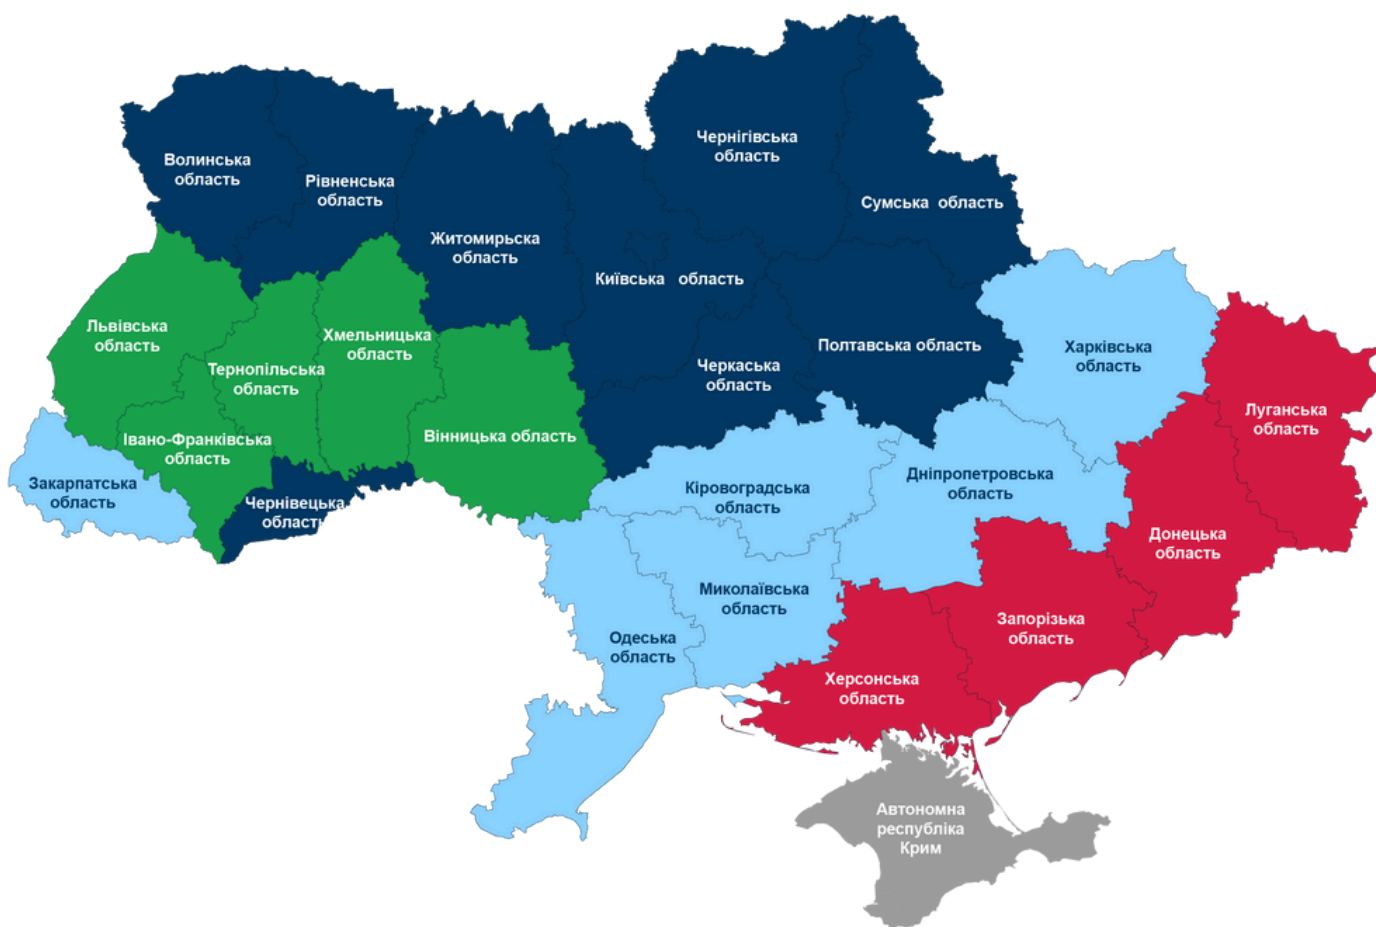 Чернігівська
область
Волинська
область
Рівненська
область
Сумська область
Житомирьска
область
Київська область
Львівська
область
Хмельницька
область
Тернопільська
область
Черкаська
область
Полтавська область
Харківська
область
Луганська
область
Івано-Франківська
область
Вінницька область
Закарпатська
область
Чернівецька
область
Кіровоградська
область
Дніпропетровська
область
Донецька
область
Миколаївська
область
Одеська
область
Запорізька
область
Херсонська
область
Автономна
республіка
Крим